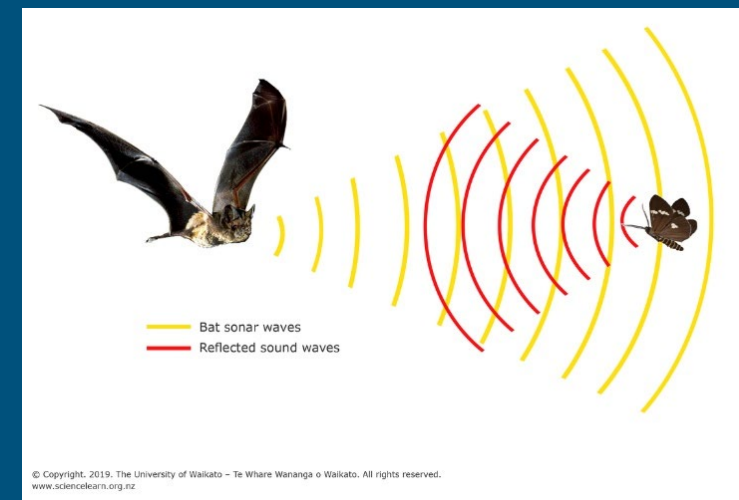 Bat sonar waves
Reflected sound waves
© Copyright. 2019. The University of Waikato – Te Whare Wananga o Waikato. All rights reserved.
www.sciencelearn.org.nz